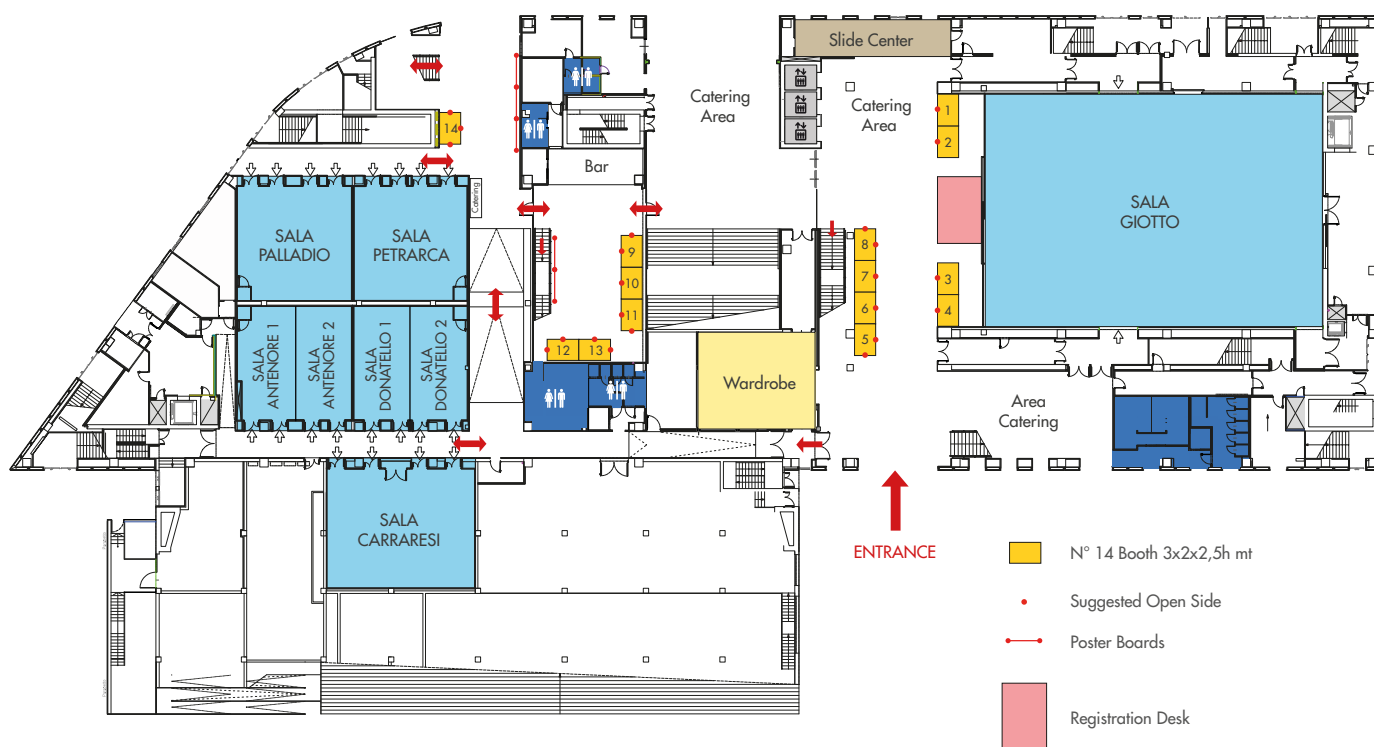 Slide Center
Catering
Area
Catering
Area
1
2
14
Bar
Catering
SALA
PALLADIO
SALA
PETRARCA
SALA
GIOTTO
9
10
11
8
7
6
5
3
4
12
13
SALA
ANTENORE 1
SALA
ANTENORE 2
SALA
DONATELLO 1
SALA
DONATELLO 2
Wardrobe
Area
Catering
SALA
CARRARESI
ENTRANCE
N° 14 Booth 3x2x2,5h mt
Suggested Open Side
Poster Boards
Registration Desk